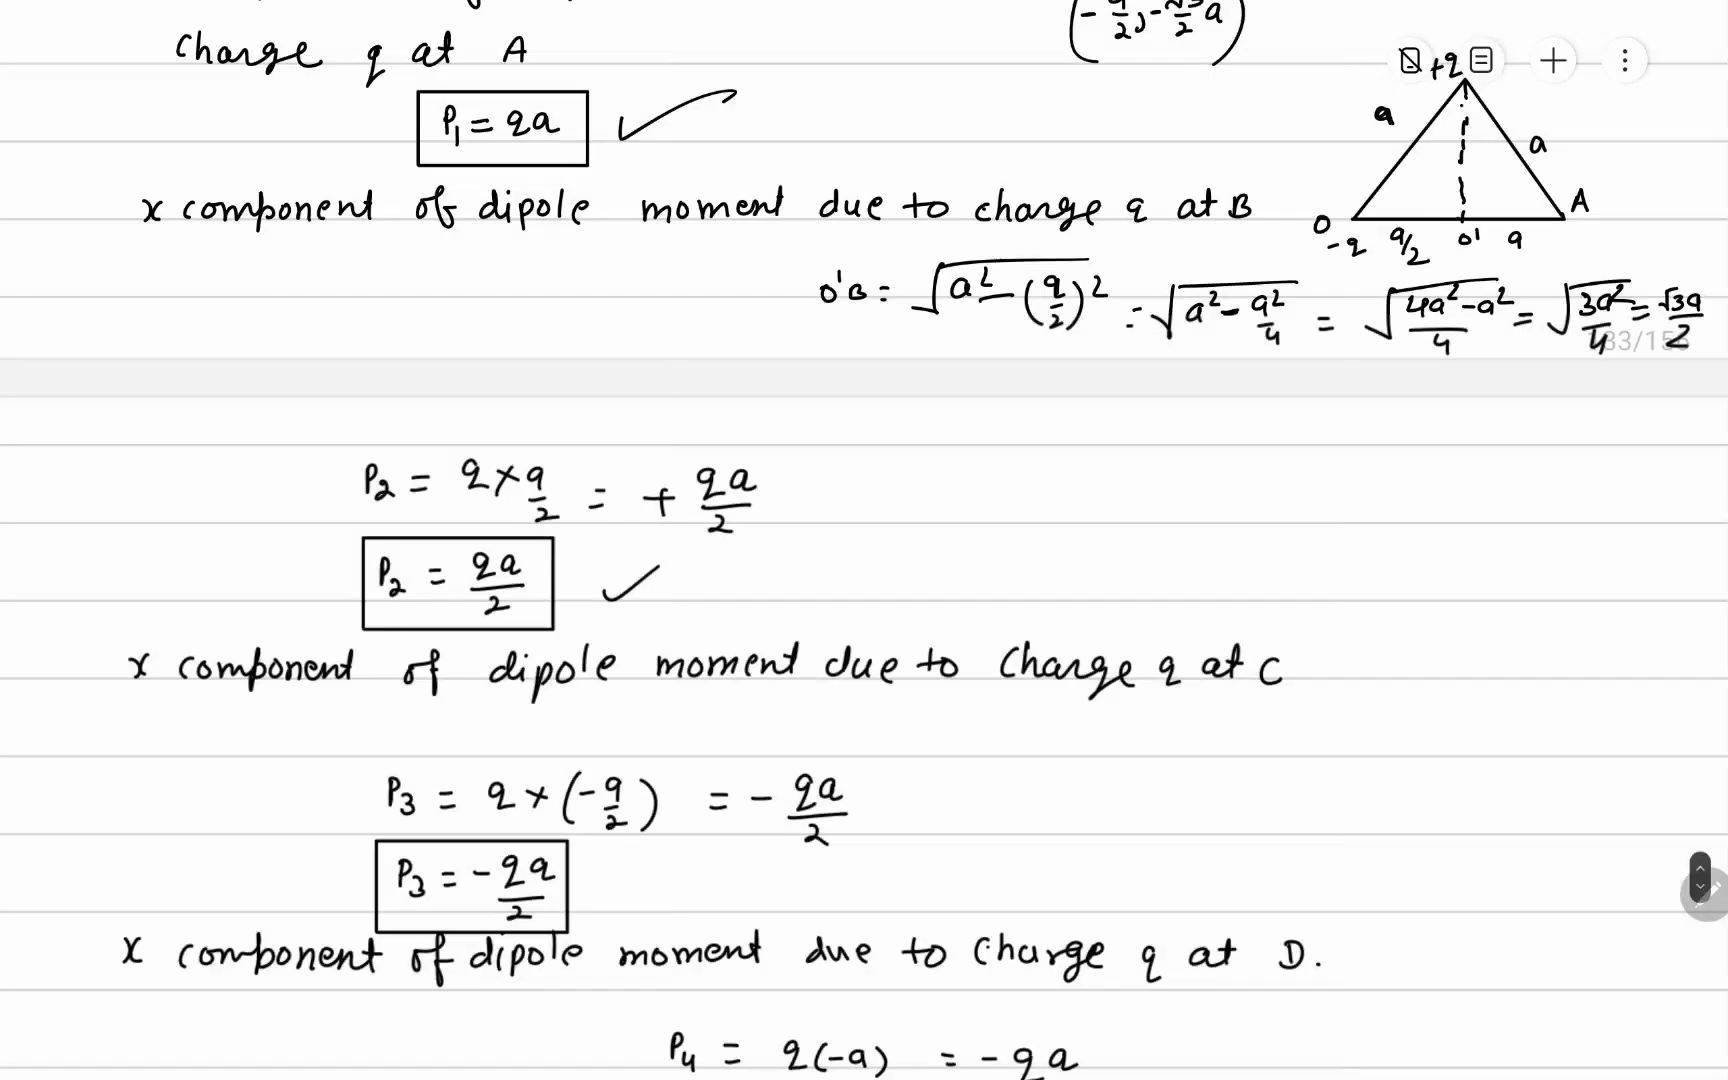 (-a/2, -√3/2 a)
Charge q at A
P₁ = qa
+q
a
a
A
O
-q
a/2
O'
a
x component of dipole moment due to charge q at B
O'B = √(a² - (a/2)²) = √(a² - a²/4) = √((4a² - a²)/4) = √(3a²/4) = √3a/2
P₂ = q × a/2 = + qa/2
P₂ = qa/2
x component of dipole moment due to Charge q at C
P₃ = q × (-a/2) = - qa/2
P₃ = - qa/2
x component of dipole moment due to Charge q at D.
P₄ = q(-a) = - qa